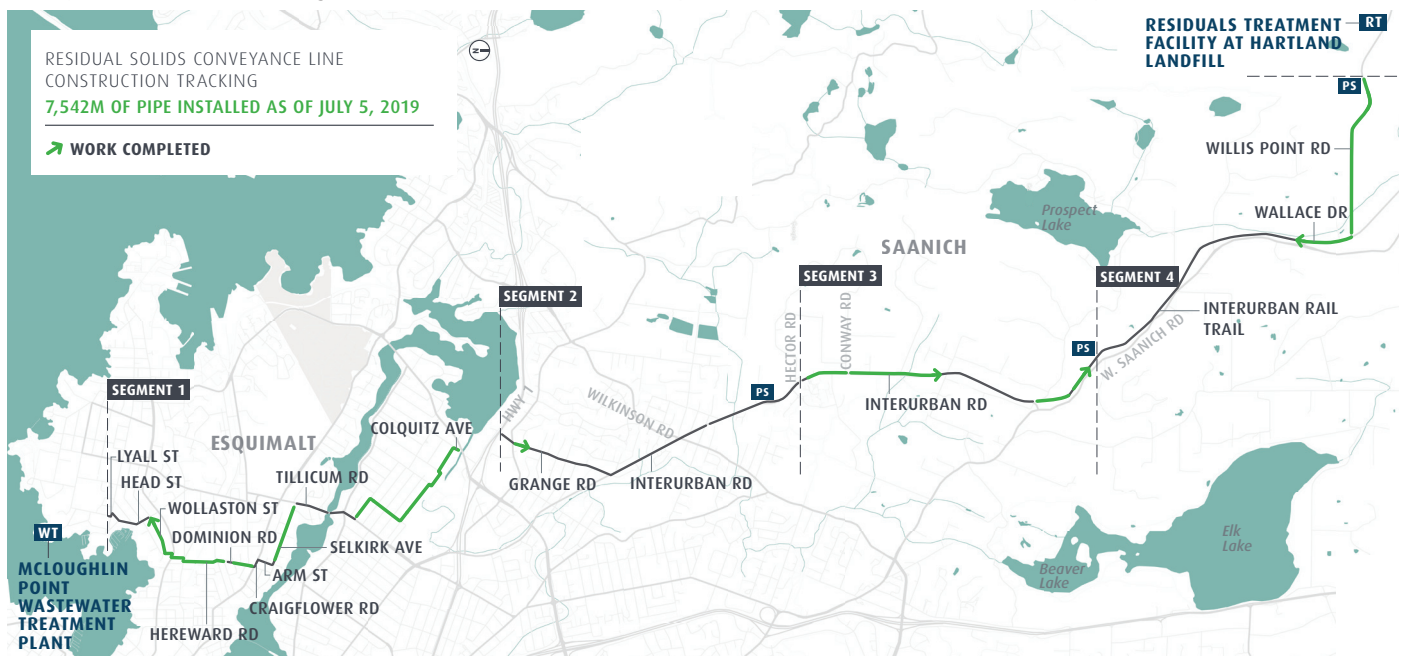 RESIDUAL SOLIDS CONVEYANCE LINE
CONSTRUCTION TRACKING
7,542M OF PIPE INSTALLED AS OF JULY 5, 2019
WORK COMPLETED
N
RESIDUALS TREATMENT
FACILITY AT HARTLAND
LANDFILL
RT
PS
WILLIS POINT RD
WALLACE DR
Prospect
Lake
SAANICH
SEGMENT 3
SEGMENT 4
SEGMENT 2
HECTOR RD
CONWAY RD
INTERURBAN RAIL
TRAIL
W. SAANICH RD
PS
SEGMENT 1
PS
HWY 1
WILKINSON RD
INTERURBAN RD
COLQUITZ AVE
ESQUIMALT
LYALL ST
HEAD ST
TILLICUM RD
GRANGE RD
INTERURBAN RD
WOLLASTON ST
DOMINION RD
SELKIRK AVE
WT
MCLOUGHLIN
POINT
WASTEWATER
TREATMENT
PLANT
ARM ST
CRAIGFLOWER RD
HEREWARD RD
Elk
Lake
Beaver
Lake